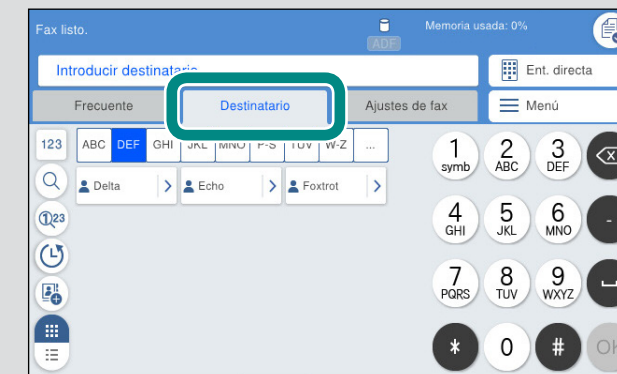 Fax listo.
ADF
Memoria usada: 0%
Introducir destinatario
Ent. directa
Frecuente
Destinatario
Ajustes de fax
Menú
123
ABC DEF GHI JKL MNO P-S TUV W-Z ...
Delta
Echo
Foxtrot
123
1 symb
2 ABC
3 DEF
4 GHI
5 JKL
6 MNO
-
7 PQRS
8 TUV
9 WXYZ
* 0 # OK